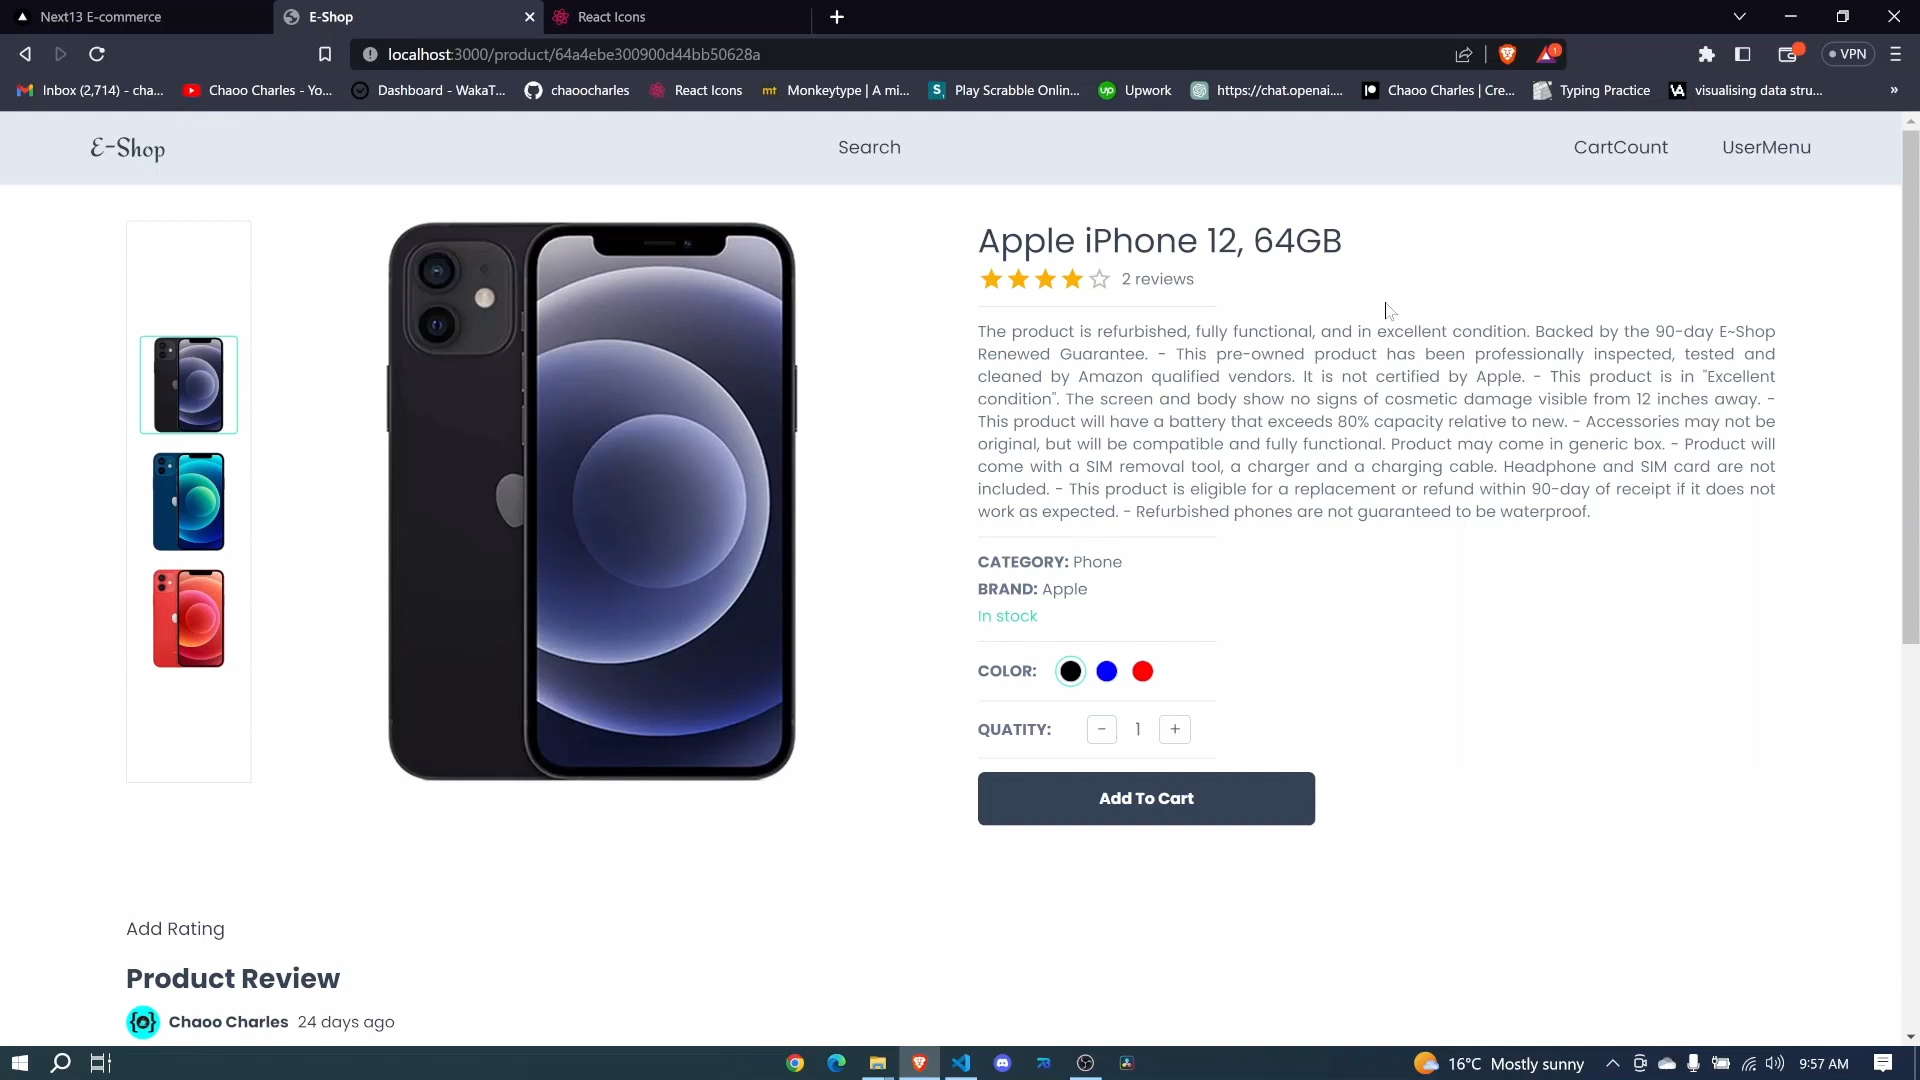 Next13 E-commerce
E-Shop
React Icons
localhost:3000/product/64a4ebe300900d44bb50628a
1
VPN
Inbox (2,714) - cha...
Chaoo Charles - Yo...
Dashboard - WakaT...
chaoocharles
React Icons
mt Monkeytype | A mi...
Play Scrabble Onlin...
up Upwork
https://chat.openai....
Chaoo Charles | Cre...
Typing Practice
VA visualising data stru...
»
E-Shop
Search
CartCount
UserMenu
Apple iPhone 12, 64GB
2 reviews
The product is refurbished, fully functional, and in excellent condition. Backed by the 90-day E~Shop
Renewed Guarantee. - This pre-owned product has been professionally inspected, tested and
cleaned by Amazon qualified vendors. It is not certified by Apple. - This product is in "Excellent
condition". The screen and body show no signs of cosmetic damage visible from 12 inches away. -
This product will have a battery that exceeds 80% capacity relative to new. - Accessories may not be
original, but will be compatible and fully functional. Product may come in generic box. - Product will
come with a SIM removal tool, a charger and a charging cable. Headphone and SIM card are not
included. - This product is eligible for a replacement or refund within 90-day of receipt if it does not
work as expected. - Refurbished phones are not guaranteed to be waterproof.
CATEGORY: Phone
BRAND: Apple
In stock
COLOR:
QUATITY: - 1 +
Add To Cart
Add Rating
Product Review
Chaoo Charles 24 days ago
16°C Mostly sunny
9:57 AM